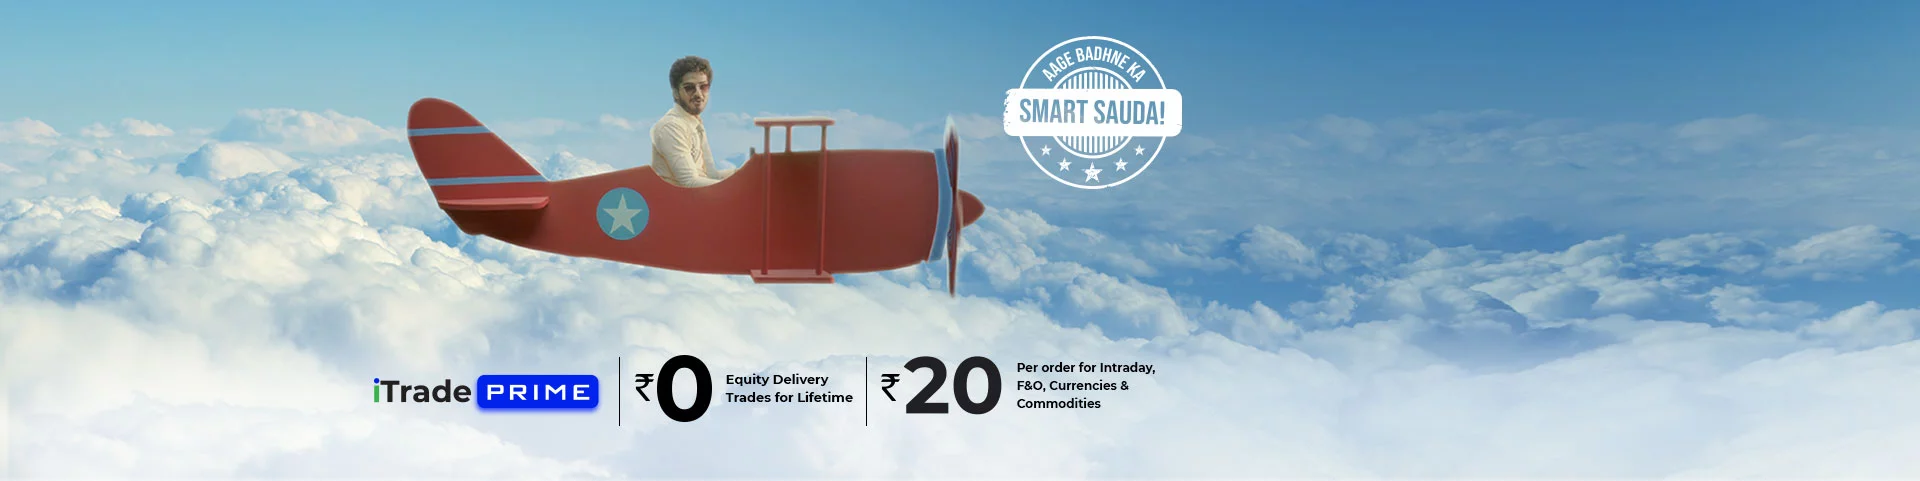 AAGE BADHNE KA
SMART SAUDA!
iTrade PRIME
₹0
Equity Delivery
Trades for Lifetime
₹20
Per order for Intraday,
F&O, Currencies &
Commodities